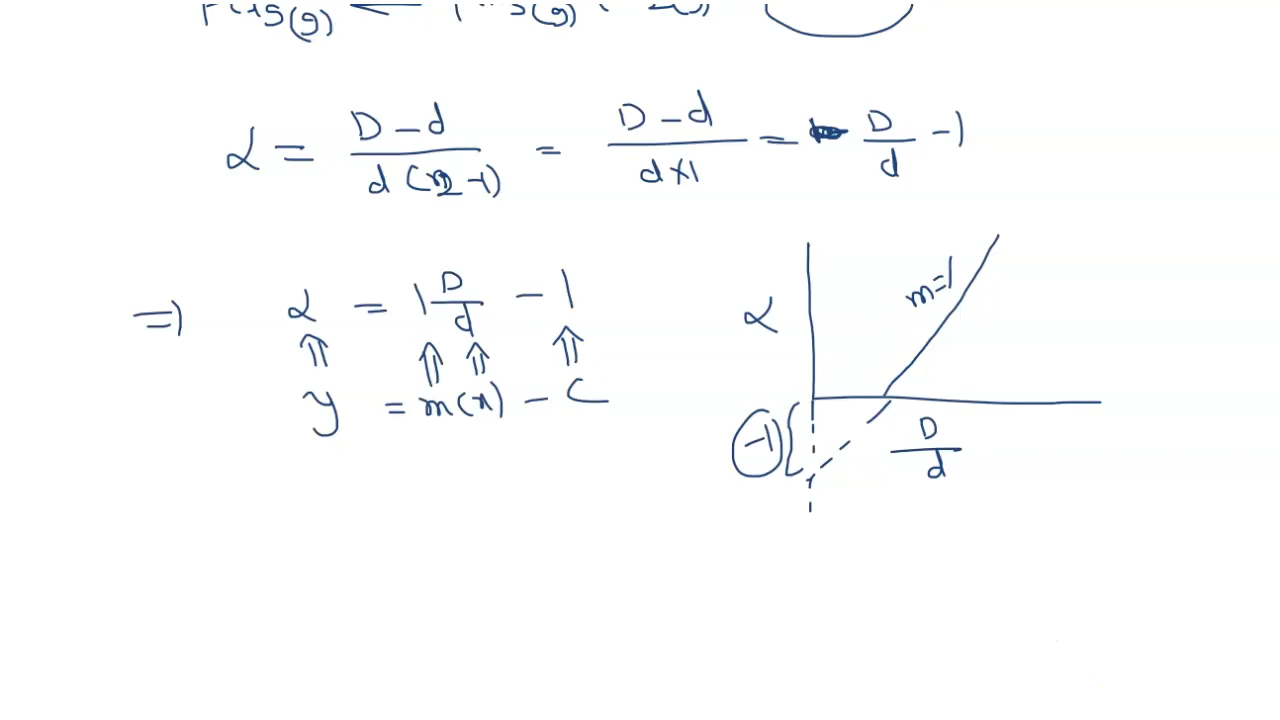 α = D - d / d (n - 1) = D - d / d×1 = D / d - 1
⇒ α = 1 D / d - 1
⇑ ⇑ ⇑ ⇑
y = m(x) - C
m=1
α
-1
D / d